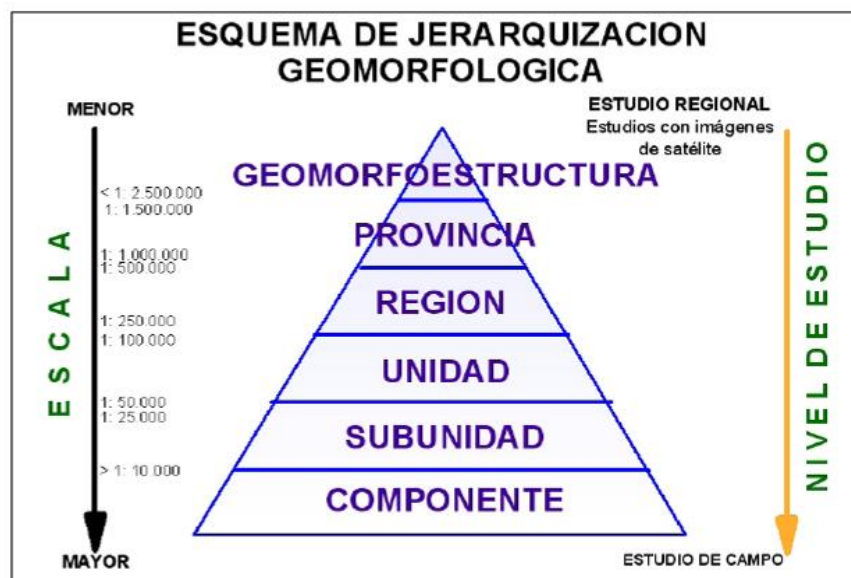 ESQUEMA DE JERARQUIZACION
GEOMORFOLOGICA
MENOR
ESCALA
< 1: 2.500.000
1: 1.500.000
1: 1.000.000
1: 500.000
1: 250.000
1: 100.000
1: 50.000
1: 25.000
> 1: 10.000
MAYOR
GEOMORFOESTRUCTURA
PROVINCIA
REGION
UNIDAD
SUBUNIDAD
COMPONENTE
ESTUDIO REGIONAL
Estudios con imágenes
de satélite
NIVEL DE ESTUDIO
ESTUDIO DE CAMPO